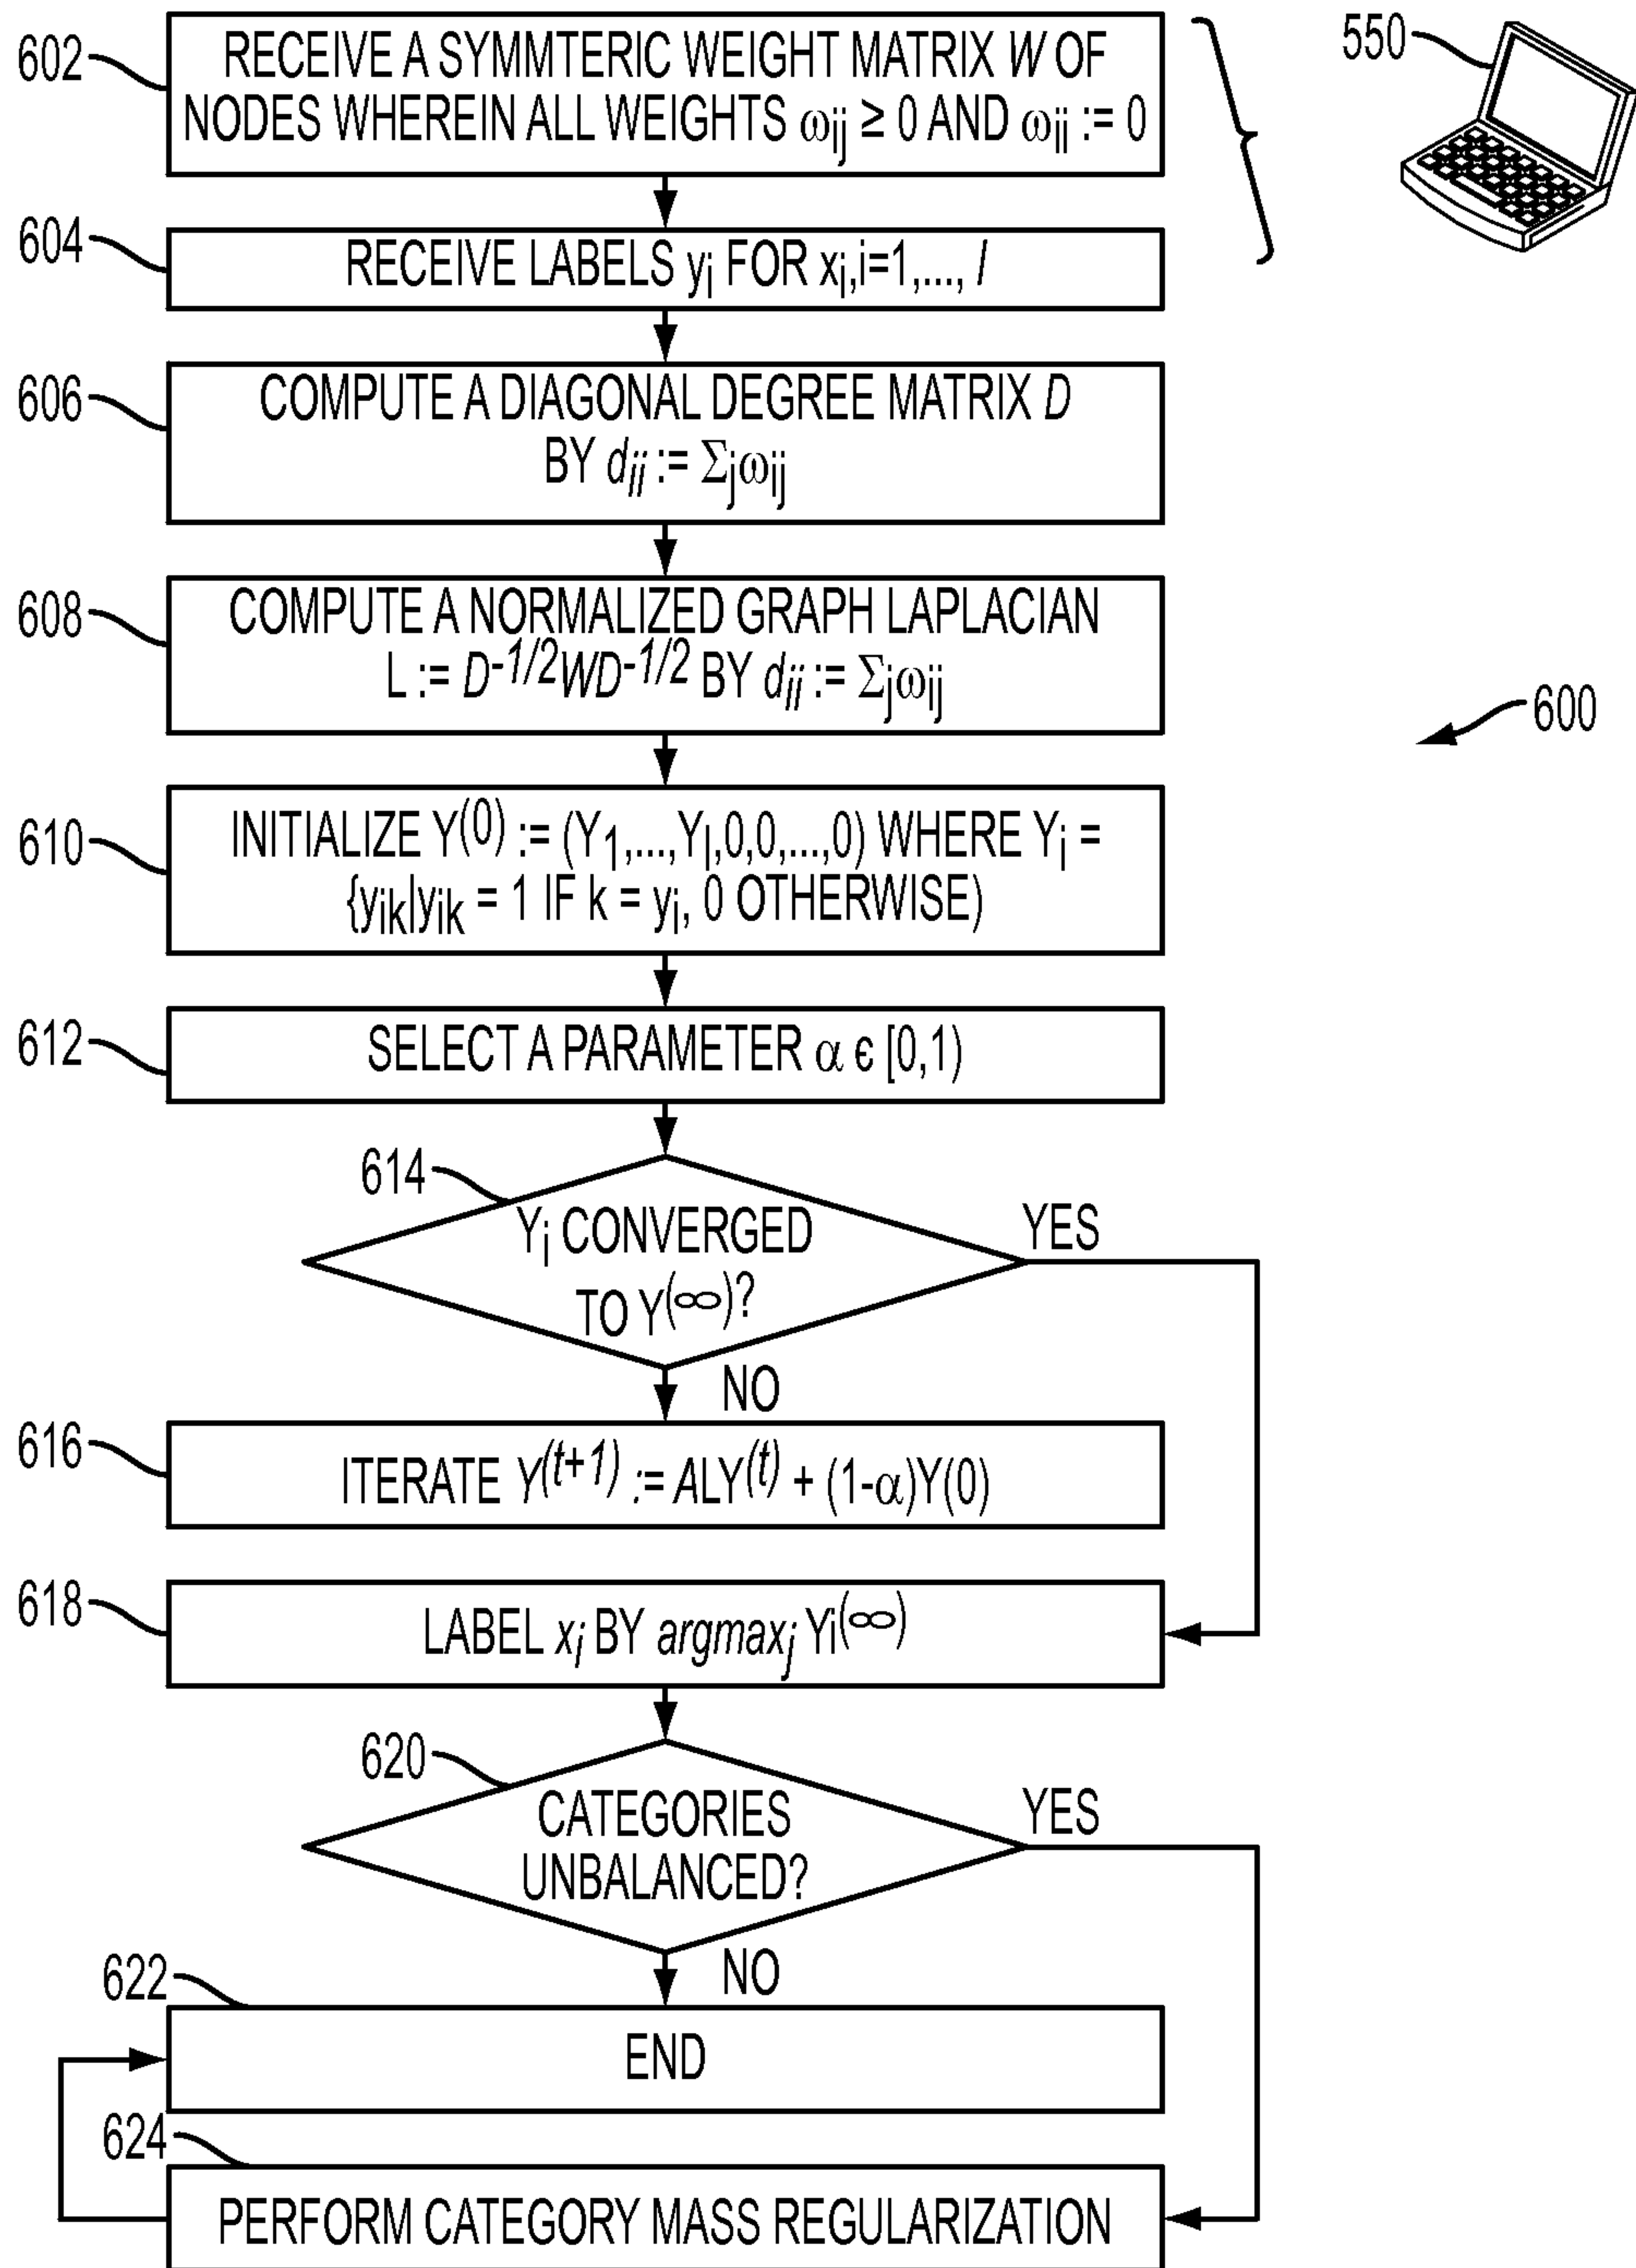 602
RECEIVE A SYMMTERIC WEIGHT MATRIX W OF
NODES WHEREIN ALL WEIGHTS ωij ≥ 0 AND ωii := 0
550
604
RECEIVE LABELS yi FOR xi,i=1,..., l
606
COMPUTE A DIAGONAL DEGREE MATRIX D
BY dii := Σjωij
608
COMPUTE A NORMALIZED GRAPH LAPLACIAN
L := D-1/2WD-1/2 BY dii := Σjωij
600
610
INITIALIZE Y(0) := (Y1,...,Yl,0,0,...,0) WHERE Yi =
{yik|yik = 1 IF k = yi, 0 OTHERWISE)
612
SELECT A PARAMETER α ϵ [0,1)
614
Yi CONVERGED
TO Y(∞)?
YES
NO
616
ITERATE Y(t+1) := ALY(t) + (1-α)Y(0)
618
LABEL xi BY argmaxj Yi(∞)
620
CATEGORIES
UNBALANCED?
YES
NO
622
END
624
PERFORM CATEGORY MASS REGULARIZATION